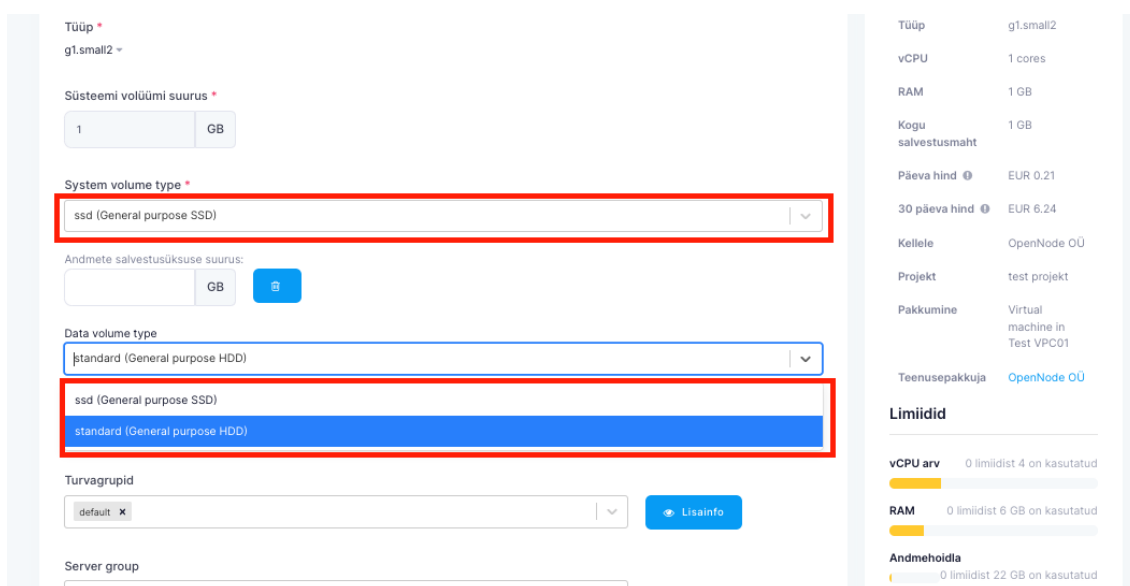 Tüüp *
g1.small2
Süsteemi volüümi suurus *
1 GB
System volume type *
ssd (General purpose SSD)
Andmete salvestusüksuse suurus:
GB
Data volume type
standard (General purpose HDD)
ssd (General purpose SSD)
standard (General purpose HDD)
Turvagrupid
default ×
Lisainfo
Server group
Tüüp g1.small2
vCPU 1 cores
RAM 1 GB
Kogu 1 GB
salvestusmaht
Päeva hind EUR 0.21
30 päeva hind EUR 6.24
Kellele OpenNode OÜ
Projekt test projekt
Pakkumine Virtual
machine in
Test VPC01
Teenusepakkuja OpenNode OÜ
Limiidid
vCPU arv 0 limiidist 4 on kasutatud
RAM 0 limiidist 6 GB on kasutatud
Andmehoidla
0 limiidist 22 GB on kasutatud